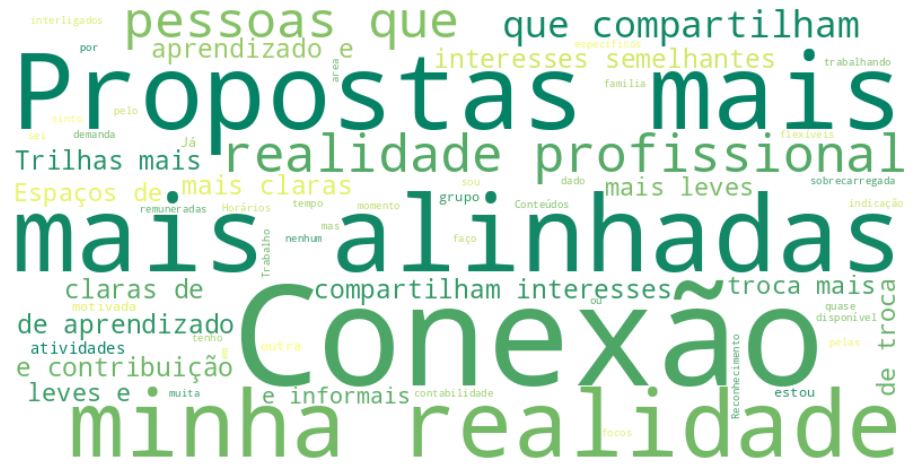 interligados
pessoas que
que compartilham
por
aprendizado e
específicos
interesses semelhantes
area
trabalhando
Propostas mais
familia
pelo
sinto
sei
demanda
Já
flexíveis
Trilhas mais
realidade profissional
Espaços de
mais claras
sou
dado
mais leves
sobrecarregada
mais alinhadas
remuneradas
Horários
tempo
momento
grupo
Conteúdos
indicação
mas
nenhum
faço
Trabalho
claras de
compartilham interesses
troca mais
motivada
ou
quase
disponível
de troca
Conexão
de aprendizado
tenho
atividades
outra
pelas
em
e contribuição
Reconhecimento
leves e
muita
e informais
contabilidade
estou
minha realidade
focos